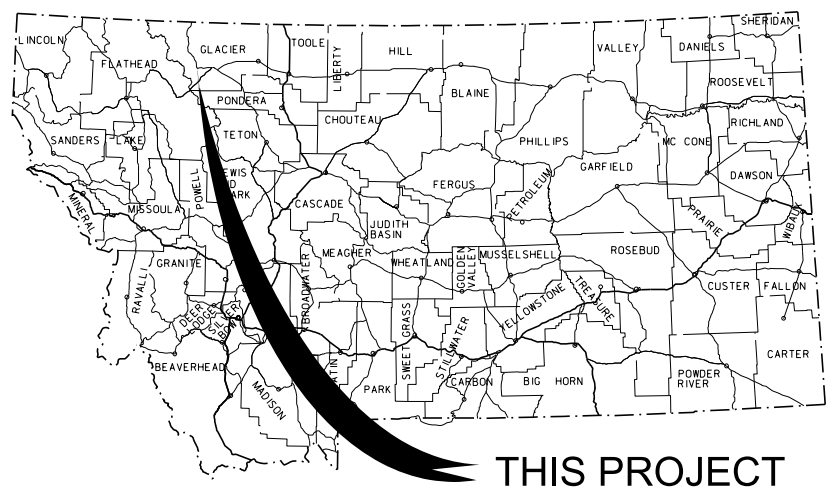 LINCOLN
FLATHEAD
GLACIER
TOOLE
LIBERTY
HILL
BLAINE
VALLEY
DANIELS
SHERIDAN
ROOSEVELT
PONDERA
TETON
CHOUTEAU
PHILLIPS
RICHLAND
MC CONE
SANDERS
LAKE
GARFIELD
DAWSON
POWELL
FERGUS
PETROLEUM
MINERAL
MISSOULA
CASCADE
JUDITH
BASIN
PRAIRIE
WIBAUX
GRANITE
MEAGHER
WHEATLAND
GOLDEN
VALLEY
MUSSELSHELL
ROSEBUD
RAVALLI
BROADWATER
TREASURE
CUSTER
FALLON
DEER
LODGE
SILVER
BOW
YELLOWSTONE
SWEET GRASS
STILLWATER
BEAVERHEAD
MADISON
PARK
CARBON
BIG HORN
POWDER
RIVER
CARTER
THIS PROJECT